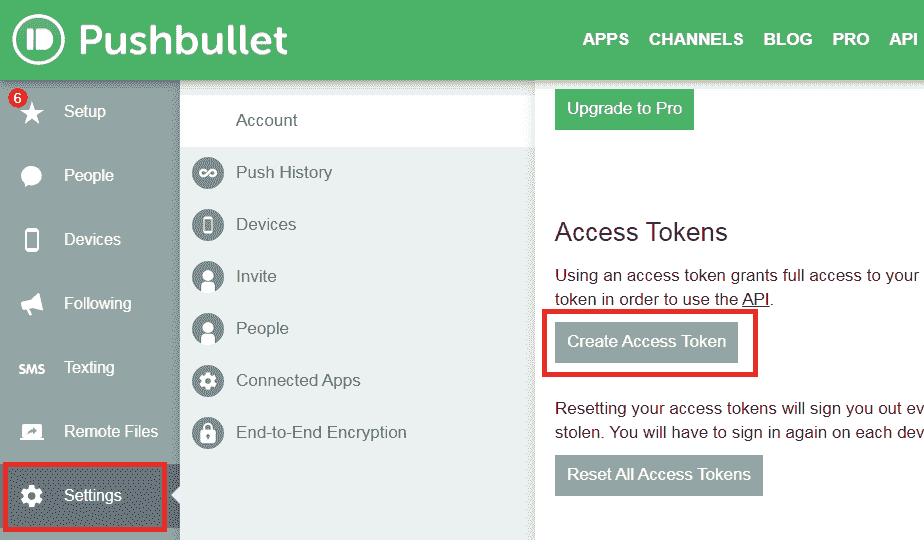 Pushbullet
APPS CHANNELS BLOG PRO API
6
Setup
People
Devices
Following
SMS Texting
Remote Files
Settings
Account
Push History
Devices
Invite
People
Connected Apps
End-to-End Encryption
Upgrade to Pro
Access Tokens
Using an access token grants full access to your
token in order to use the API.
Create Access Token
Resetting your access tokens will sign you out
stolen. You will have to sign in again on each
Reset All Access Tokens